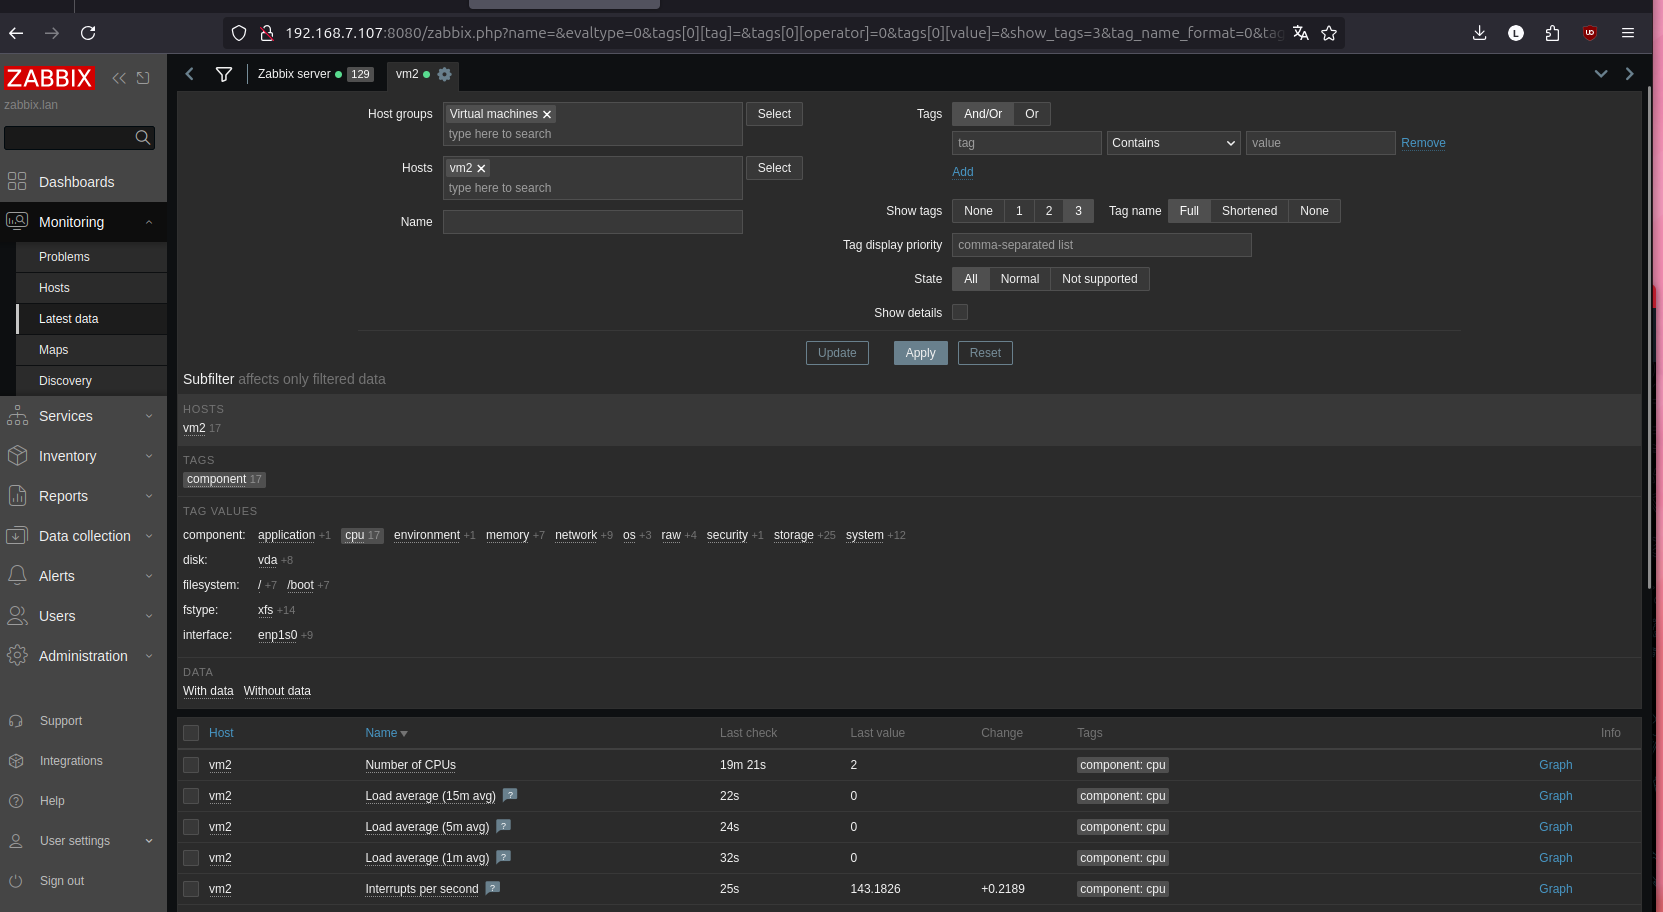 192.168.7.107:8080/zabbix.php?name=&evaltype=0&tags[0][tag]=&tags[0][operator]=0&tags[0][value]=&show_tags=3&tag_name_format=0&tag
L
UD
ZABBIX
zabbix.lan
Dashboards
Monitoring
Problems
Hosts
Latest data
Maps
Discovery
Services
Inventory
Reports
Data collection
Alerts
Users
Administration
Support
Integrations
Help
User settings
Sign out
Zabbix server 129 vm2
Host groups Virtual machines Select
type here to search
Hosts vm2 Select
type here to search
Name
Tags And/Or Or
tag Contains value Remove
Add
Show tags None 1 2 3 Tag name Full Shortened None
Tag display priority comma-separated list
State All Normal Not supported
Show details
Update Apply Reset
Subfilter affects only filtered data
HOSTS
vm2 17
TAGS
component 17
TAG VALUES
component: application +1 cpu 17 environment +1 memory +7 network +9 os +3 raw +4 security +1 storage +25 system +12
disk: vda +8
filesystem: / +7 /boot +7
fstype: xfs +14
interface: enp1s0 +9
DATA
With data Without data
Host Name Last check Last value Change Tags Info
vm2 Number of CPUs 19m 21s 2 component: cpu Graph
vm2 Load average (15m avg) ? 22s 0 component: cpu Graph
vm2 Load average (5m avg) ? 24s 0 component: cpu Graph
vm2 Load average (1m avg) ? 32s 0 component: cpu Graph
vm2 Interrupts per second ? 25s 143.1826 +0.2189 component: cpu Graph